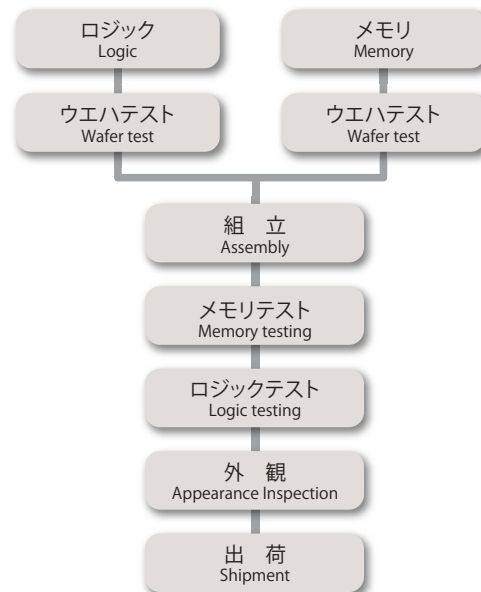 ロジック
Logic
メモリ
Memory
ウエハテスト
Wafer test
ウエハテスト
Wafer test
組　立
Assembly
メモリテスト
Memory testing
ロジックテスト
Logic testing
外　観
Appearance Inspection
出　荷
Shipment